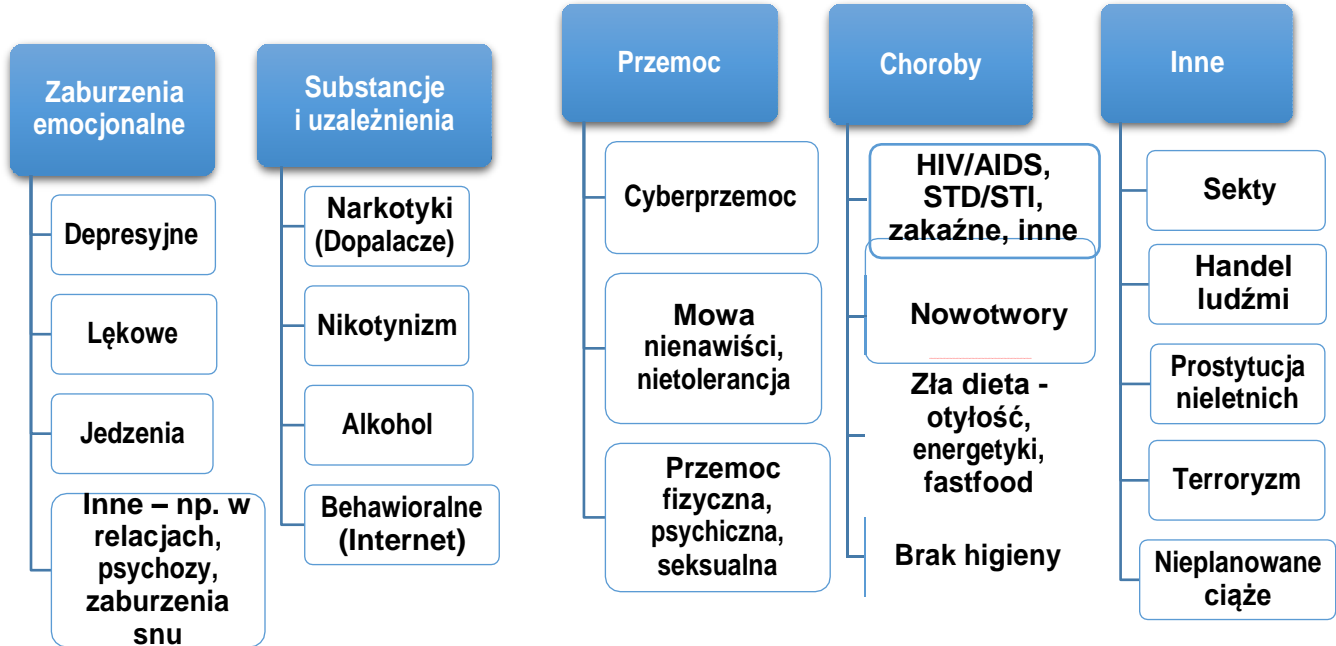 Zaburzenia
emocjonalne
Depresyjne
Lękowe
Jedzenia
Inne – np. w
relacjach,
psychozy,
zaburzenia
snu
Substancje
i uzależnienia
Narkotyki
(Dopalacze)
Nikotynizm
Alkohol
Behawioralne
(Internet)
Przemoc
Cyberprzemoc
Mowa
nienawiści,
nietolerancja
Przemoc
fizyczna,
psychiczna,
seksualna
Choroby
HIV/AIDS,
STD/STI,
zakaźne, inne
Nowotwory
Zła dieta -
otyłość,
energetyki,
fastfood
Brak higieny
Inne
Sekty
Handel
ludźmi
Prostytucja
nieletnich
Terroryzm
Nieplanowane
ciąże